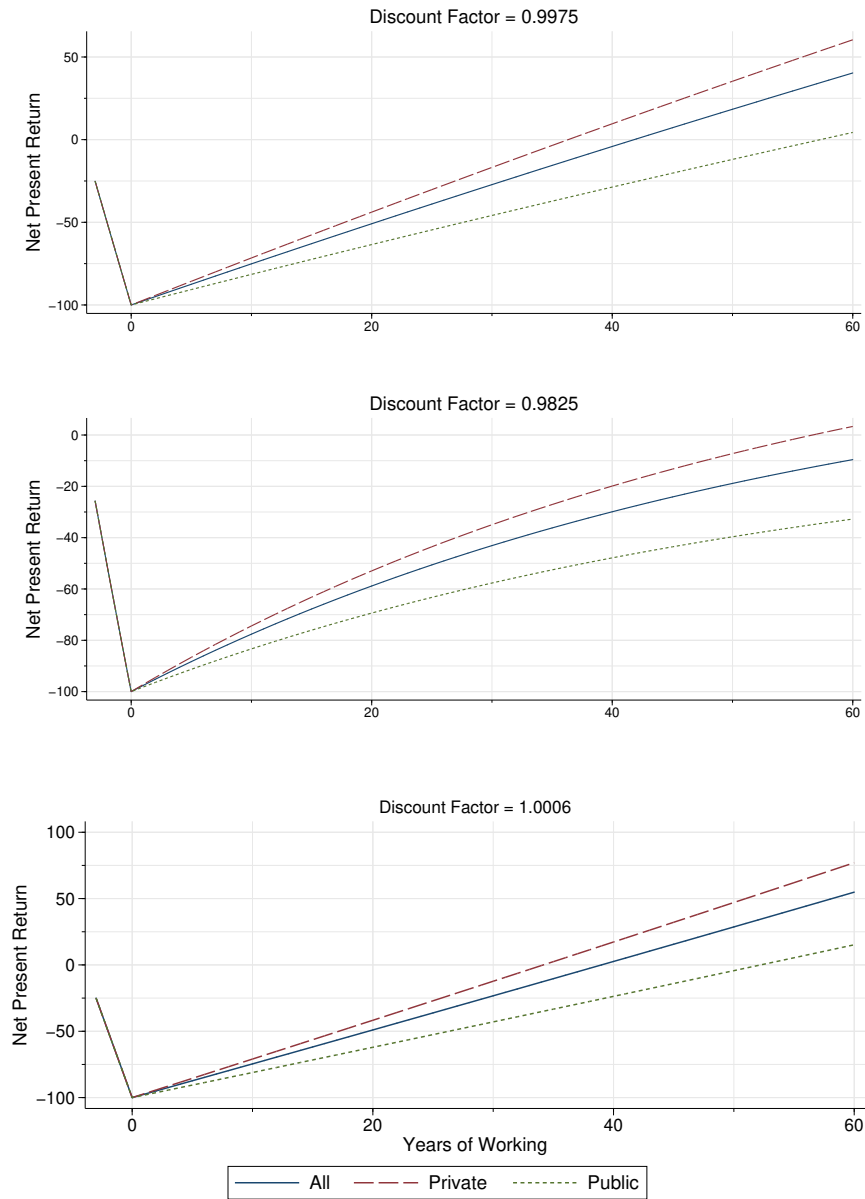 Discount Factor = 0.9975
Net Present Return
50
0
−50
−100
0 20 40 60
Discount Factor = 0.9825
Net Present Return
0
−20
−40
−60
−80
−100
0 20 40 60
Discount Factor = 1.0006
Net Present Return
100
50
0
−50
−100
0 20 40 60
Years of Working
All Private Public